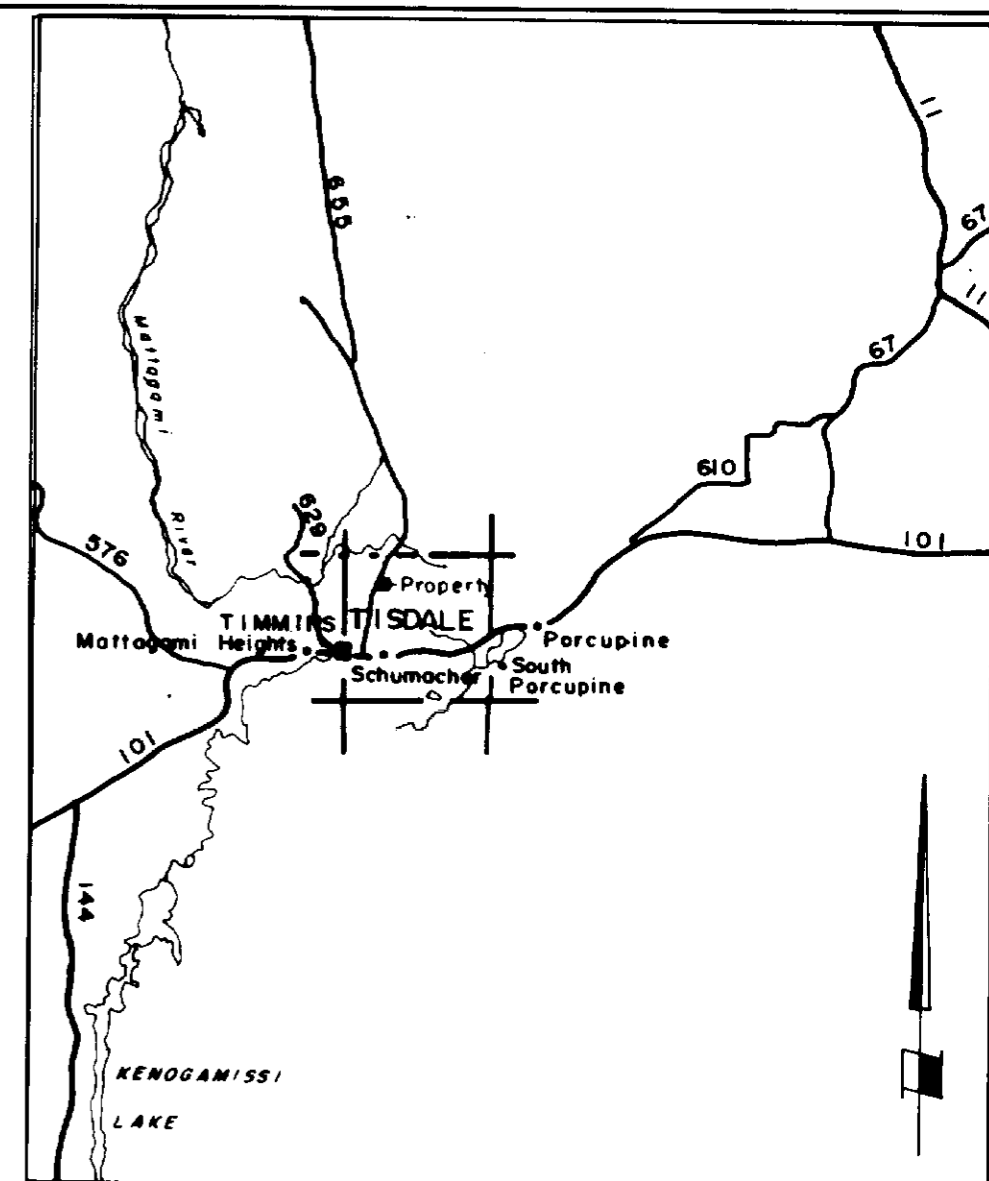 11
67
655
11
Mattagami
67
610
629
River
576
101
Property
TIMMINS
TISDALE
Mattagami Heights
Porcupine
Schumacher
South
Porcupine
101
144
KENOGAMISSI
LAKE